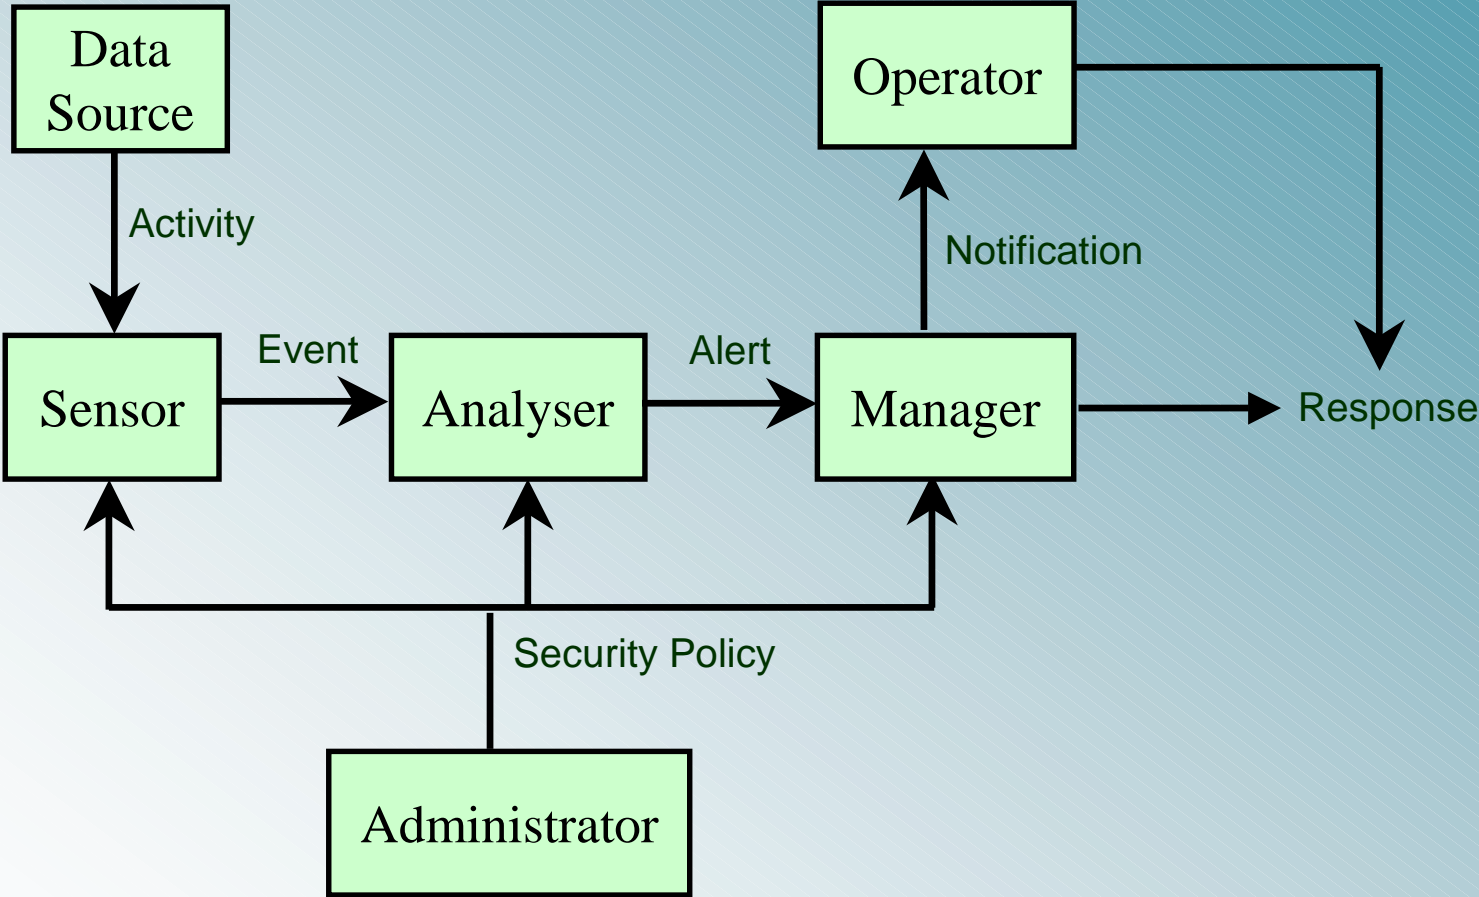 Data
Source
Operator
Activity
Notification
Event
Alert
Sensor
Analyser
Manager
Response
Security Policy
Administrator